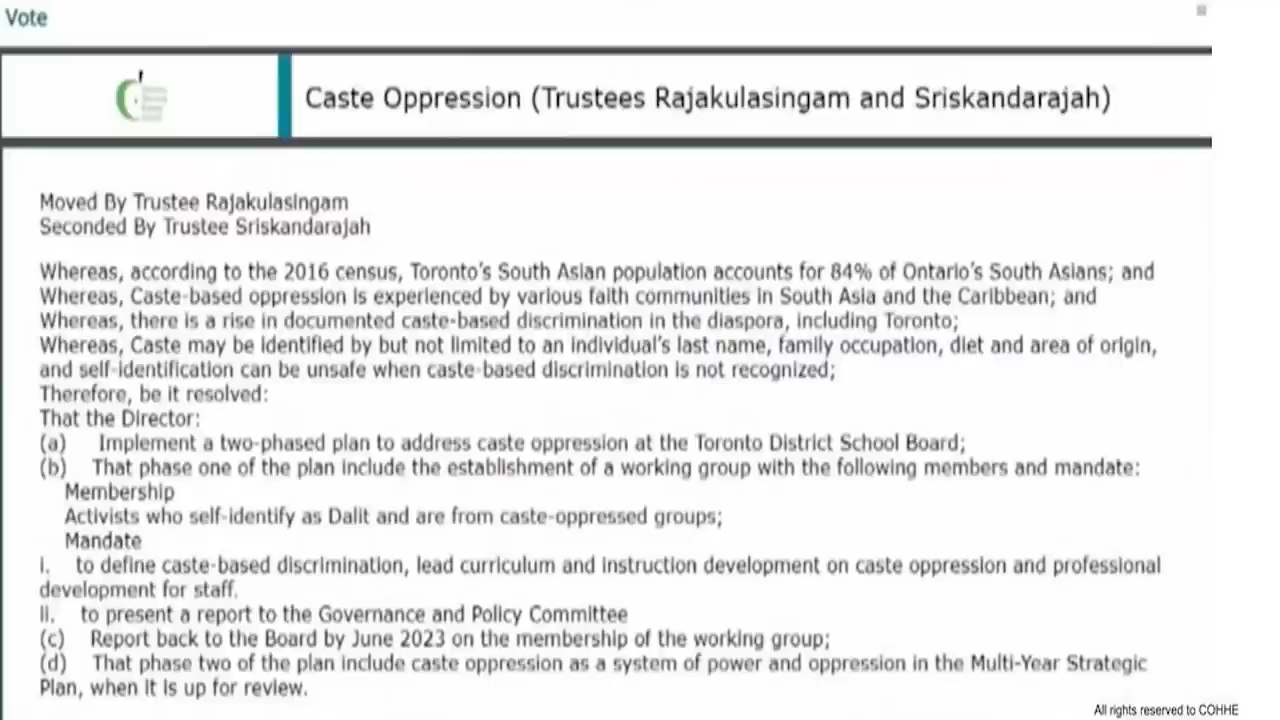 Vote
Caste Oppression (Trustees Rajakulasingam and Sriskandarajah)
Moved By Trustee Rajakulasingam
Seconded By Trustee Sriskandarajah
Whereas, according to the 2016 census, Toronto's South Asian population accounts for 84% of Ontario's South Asians; and
Whereas, Caste-based oppression is experienced by various faith communities in South Asia and the Caribbean; and
Whereas, there is a rise in documented caste-based discrimination in the diaspora, including Toronto;
Whereas, Caste may be identified by but not limited to an individual's last name, family occupation, diet and area of origin,
and self-identification can be unsafe when caste-based discrimination is not recognized;
Therefore, be it resolved:
That the Director:
(a) Implement a two-phased plan to address caste oppression at the Toronto District School Board;
(b) That phase one of the plan include the establishment of a working group with the following members and mandate:
Membership
Activists who self-identify as Dalit and are from caste-oppressed groups;
Mandate
i. to define caste-based discrimination, lead curriculum and instruction development on caste oppression and professional
development for staff.
ii. to present a report to the Governance and Policy Committee
(c) Report back to the Board by June 2023 on the membership of the working group;
(d) That phase two of the plan include caste oppression as a system of power and oppression in the Multi-Year Strategic
Plan, when it is up for review.
All rights reserved to COHHE